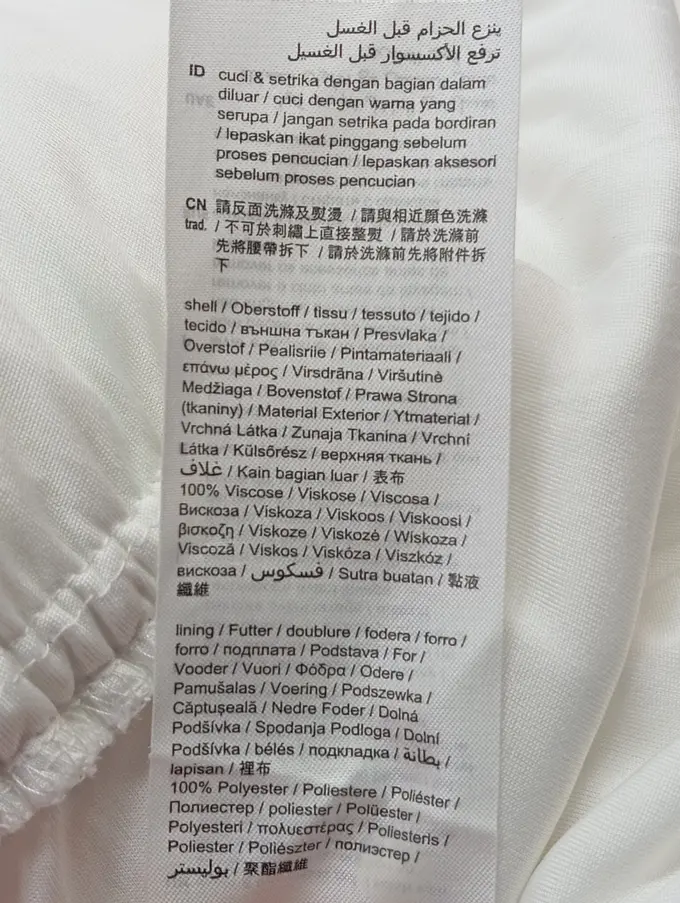 ينزع الحزام قبل الغسل
ترفع الأكسسوار قبل الغسيل
ID cuci & setrika dengan bagian dalam
diluar / cuci dengan warna yang
serupa / jangan setrika pada bordiran
/ lepaskan ikat pinggang sebelum
proses pencucian / lepaskan aksesori
sebelum proses pencucian
CN 請反面洗滌及熨燙 / 請與相近顏色洗滌
trad. / 不可於刺繡上直接整熨 / 請於洗滌前
先將腰帶拆下 / 請於洗滌前先將附件拆
下
shell / Oberstoff / tissu / tessuto / tejido /
tecido / външна тъкан / Presvlaka /
Overstof / Pealisriie / Pintamateriaali /
επάνω μέρος / Virsdrāna / Viršutinė
Medžiaga / Bovenstof / Prawa Strona
(tkaniny) / Material Exterior / Ytmaterial /
Vrchná Látka / Zunaja Tkanina / Vrchní
Látka / Külsőrész / верхняя ткань /
غلاف / Kain bagian luar / 表布
100% Viscose / Viskose / Viscosa /
Вискоза / Viskoza / Viskoos / Viskoosi /
βισκοζη / Viskoze / Viskozė / Wiskoza /
Viscoză / Viskos / Viskóza / Viszkóz /
вискоза / فسكوس / Sutra buatan / 黏液
纖維
lining / Futter / doublure / fodera / forro /
forro / подплата / Podstava / For /
Vooder / Vuori / Φόδρα / Odere /
Pamušalas / Voering / Podszewka /
Căptușeală / Nedre Foder / Dolná
Podšívka / Spodanja Podloga / Dolní
Podšívka / bélés / подкладка / بطانة /
lapisan / 裡布
100% Polyester / Poliestere / Poliéster /
Полиестер / poliester / Polüester /
Polyesteri / πολυεστέρας / Poliesteris /
Poliester / Poliészter / полиэстер /
بوليستر / 聚酯纖維